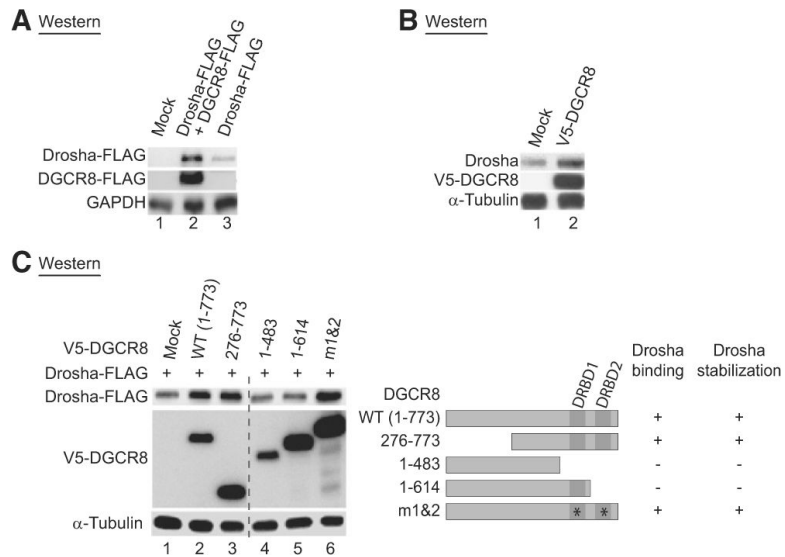 A Western
Mock
Drosha-FLAG
+ DGCR8-FLAG
Drosha-FLAG
Drosha-FLAG
DGCR8-FLAG
GAPDH
1 2 3
B Western
Mock
V5-DGCR8
Drosha
V5-DGCR8
α-Tubulin
1 2
C Western
V5-DGCR8 Mock WT (1-773) 276-773 1-483 1-614 m1&2
Drosha-FLAG + + + + + +
Drosha-FLAG
V5-DGCR8
α-Tubulin
1 2 3 4 5 6
DGCR8 DRBD1 DRBD2 Drosha binding Drosha stabilization
WT (1-773) + +
276-773 + +
1-483 - -
1-614 - -
m1&2 * * + +